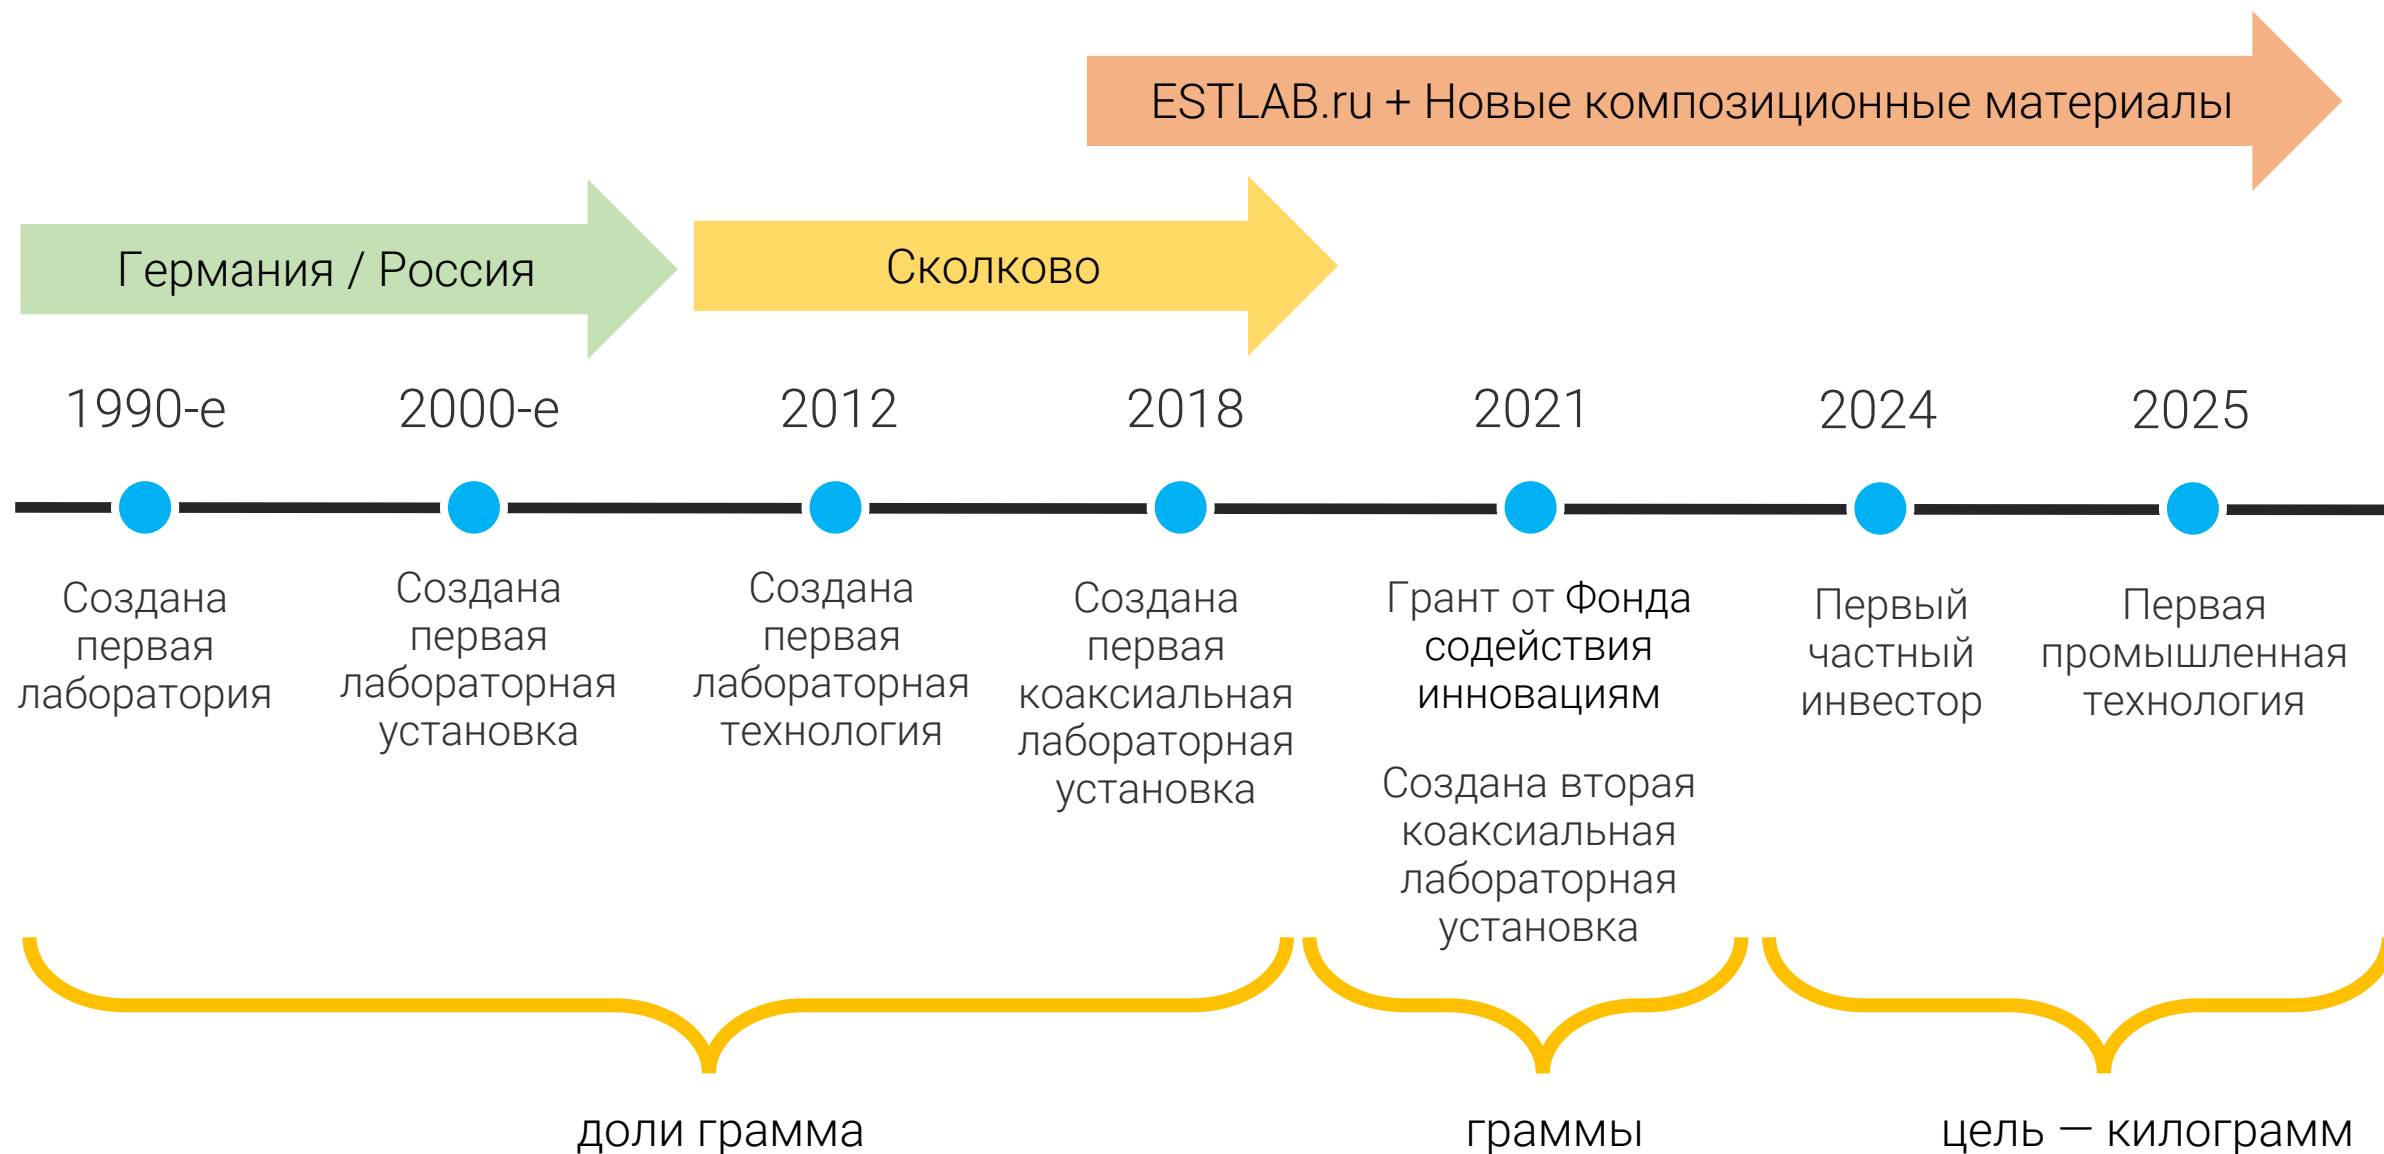 ESTLAB.ru + Новые композиционные материалы
Германия / Россия
Сколково
1990-е
2000-е
2012
2018
2021
2024
2025
Создана
первая
лаборатория
Создана
первая
лабораторная
установка
Создана
первая
лабораторная
технология
Создана
первая
коаксиальная
лабораторная
установка
Грант от Фонда
содействия
инновациям
Создана вторая
коаксиальная
лабораторная
установка
Первый
частный
инвестор
Первая
промышленная
технология
доли грамма
граммы
цель — килограмм